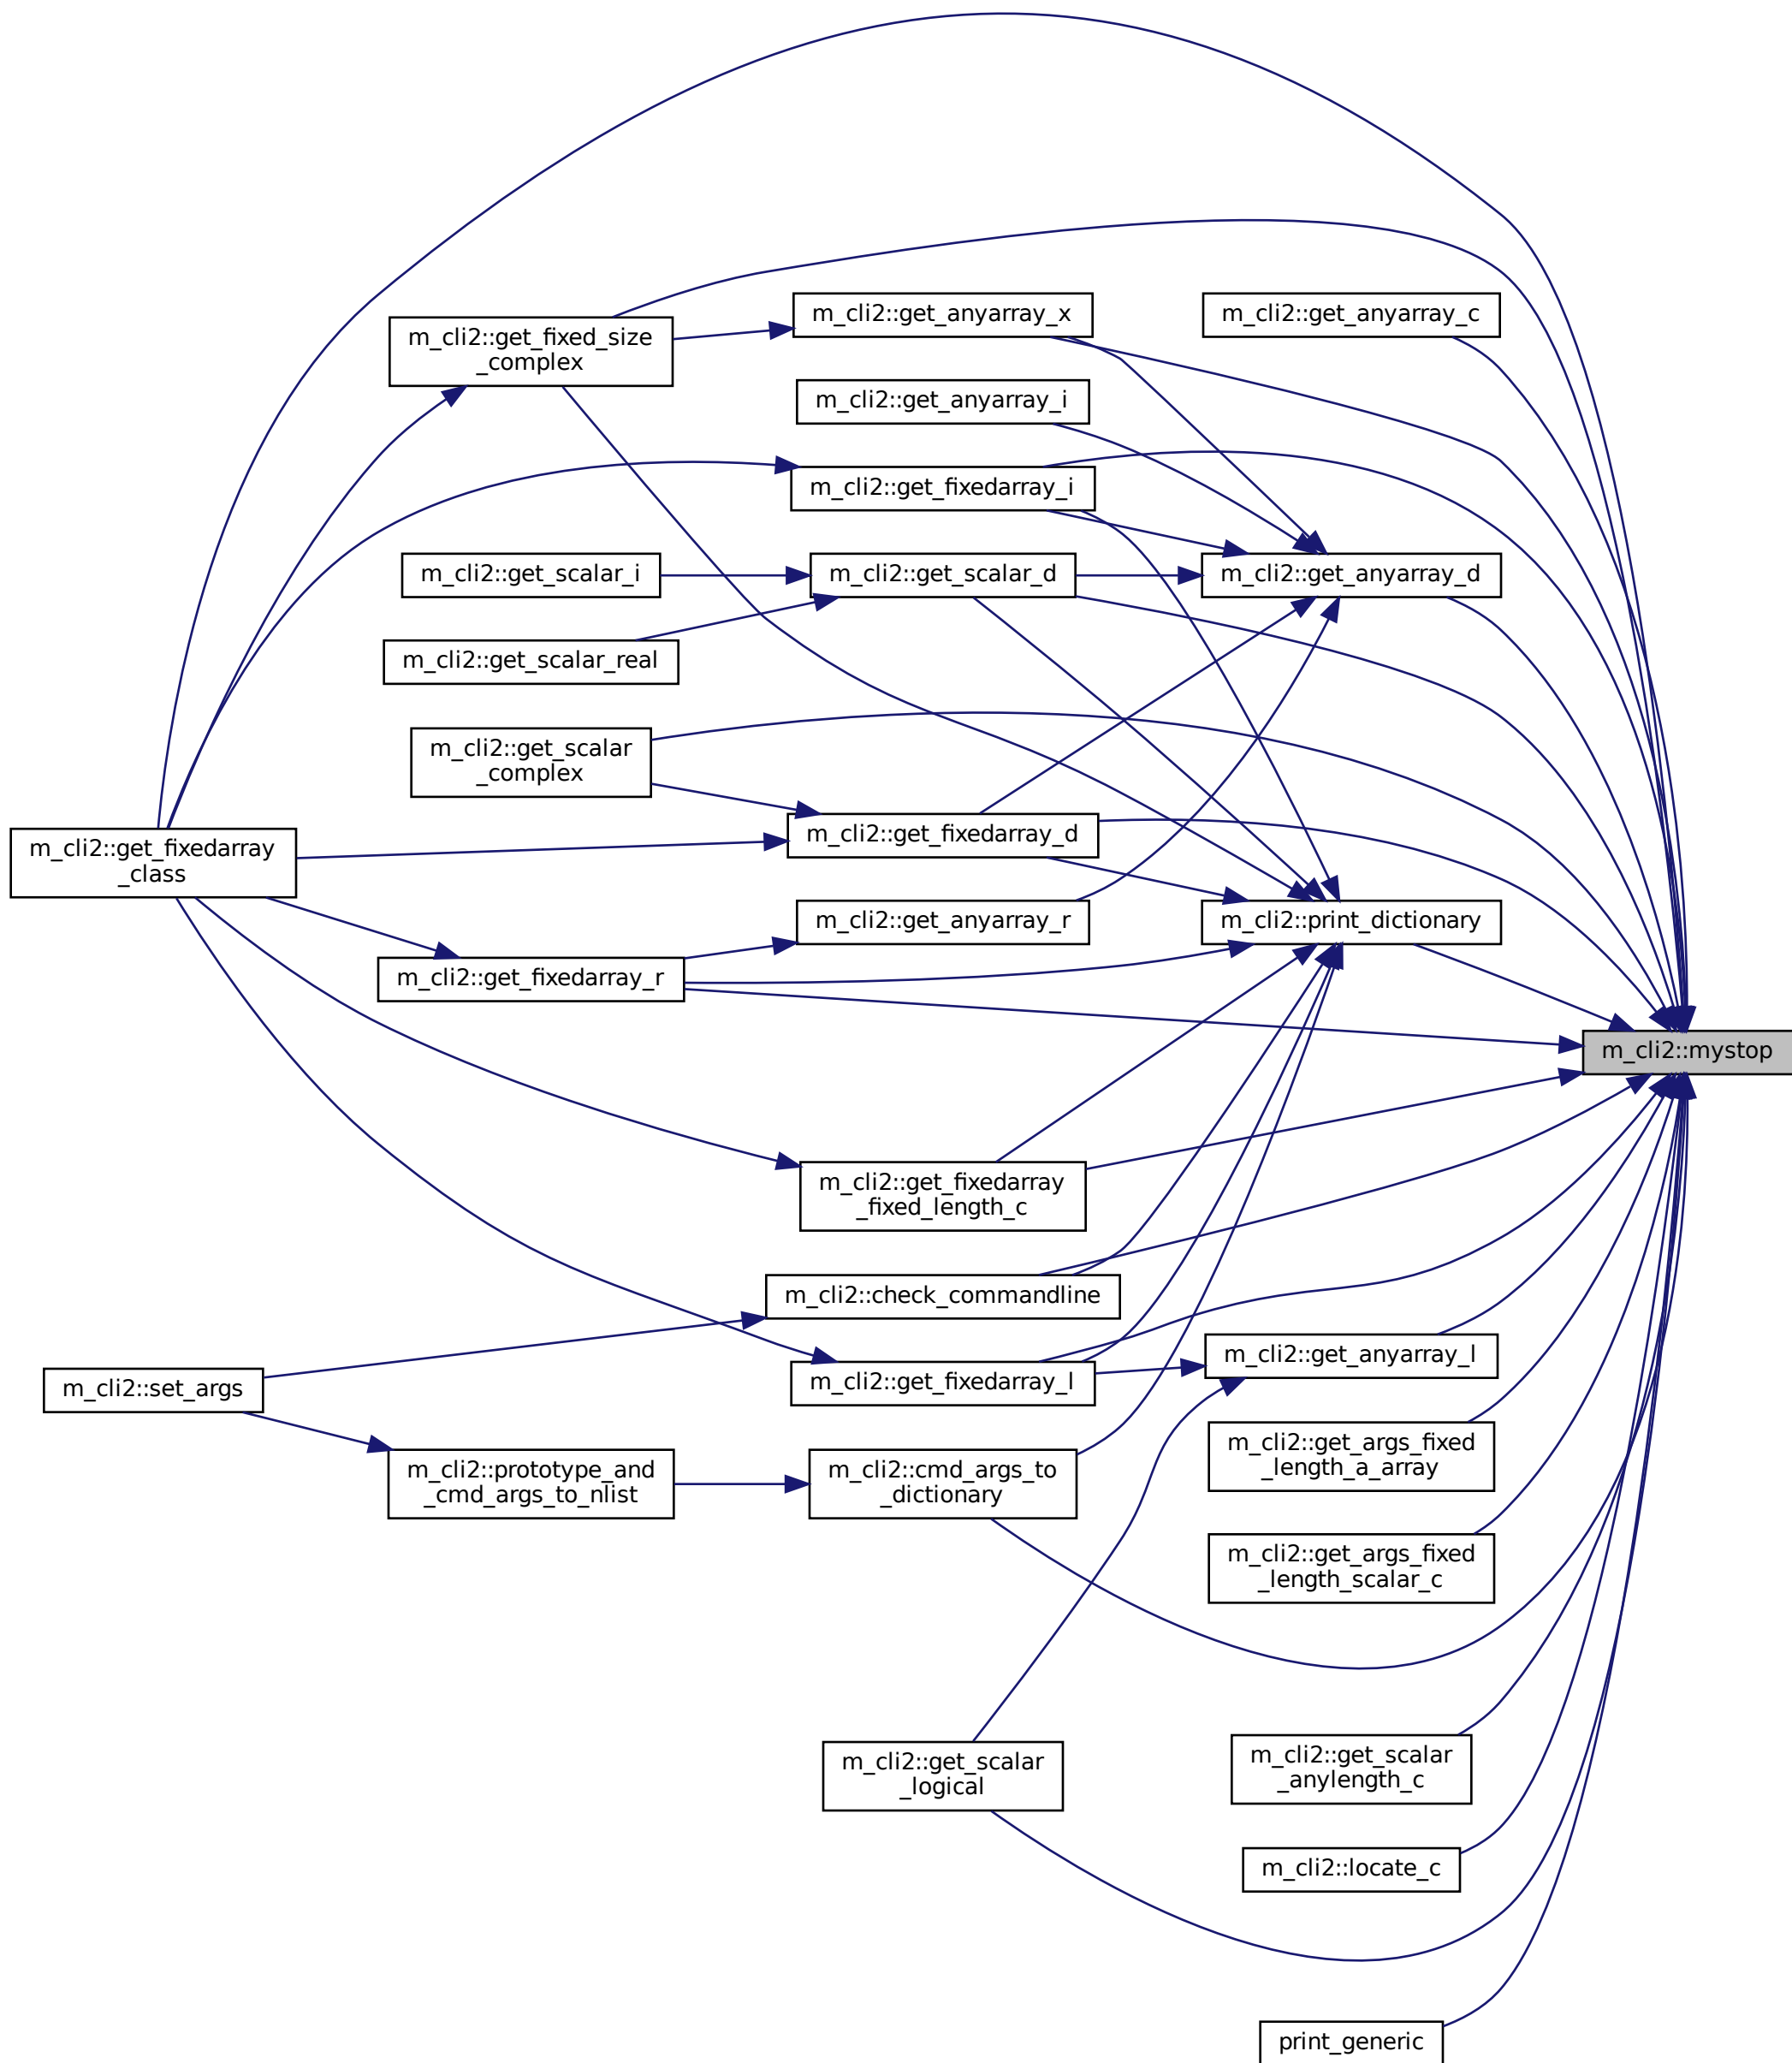 m_cli2::get_anyarray_x
m_cli2::get_anyarray_c
m_cli2::get_fixed_size
_complex
m_cli2::get_anyarray_i
m_cli2::get_fixedarray_i
m_cli2::get_scalar_i
m_cli2::get_scalar_d
m_cli2::get_anyarray_d
m_cli2::get_scalar_real
m_cli2::get_scalar
_complex
m_cli2::get_fixedarray
_class
m_cli2::get_fixedarray_d
m_cli2::get_anyarray_r
m_cli2::print_dictionary
m_cli2::get_fixedarray_r
m_cli2::mystop
m_cli2::get_fixedarray
_fixed_length_c
m_cli2::check_commandline
m_cli2::get_anyarray_l
m_cli2::set_args
m_cli2::get_fixedarray_l
m_cli2::get_args_fixed
_length_a_array
m_cli2::prototype_and
_cmd_args_to_nlist
m_cli2::cmd_args_to
_dictionary
m_cli2::get_args_fixed
_length_scalar_c
m_cli2::get_scalar
_logical
m_cli2::get_scalar
_anylength_c
m_cli2::locate_c
print_generic